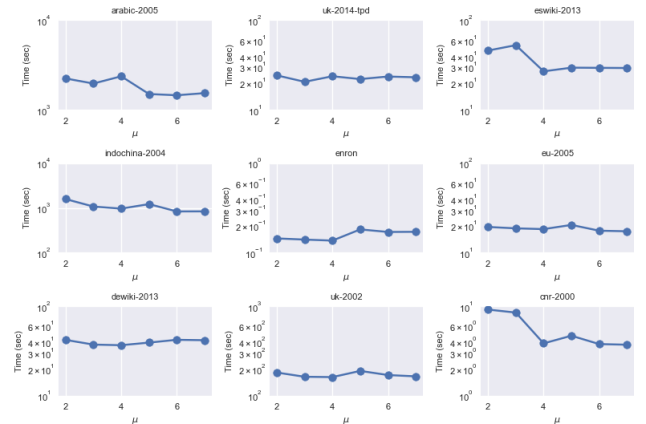 arabic-2005
uk-2014-tpd
eswiki-2013
10⁴
10³
Time (sec)
2
4
6
μ
10²
6 × 10¹
4 × 10¹
3 × 10¹
2 × 10¹
10¹
Time (sec)
2
4
6
μ
10²
6 × 10¹
4 × 10¹
3 × 10¹
2 × 10¹
10¹
Time (sec)
2
4
6
μ
indochina-2004
enron
eu-2005
10⁴
10³
10²
Time (sec)
2
4
6
μ
10⁰
6 × 10⁻¹
4 × 10⁻¹
3 × 10⁻¹
2 × 10⁻¹
10⁻¹
Time (sec)
2
4
6
μ
10²
6 × 10¹
4 × 10¹
3 × 10¹
2 × 10¹
10¹
Time (sec)
2
4
6
μ
dewiki-2013
uk-2002
cnr-2000
10²
6 × 10¹
4 × 10¹
3 × 10¹
2 × 10¹
10¹
Time (sec)
2
4
6
μ
10³
6 × 10²
4 × 10²
3 × 10²
2 × 10²
10²
Time (sec)
2
4
6
μ
10¹
6 × 10⁰
4 × 10⁰
3 × 10⁰
2 × 10⁰
10⁰
Time (sec)
2
4
6
μ